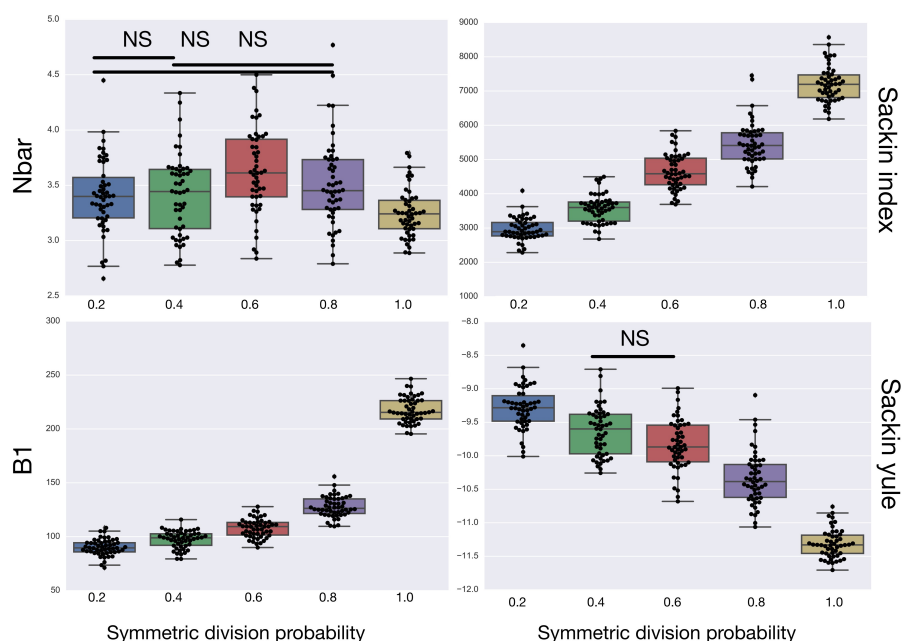 NS NS NS
Nbar
5.0
4.5
4.0
3.5
3.0
2.5
0.2 0.4 0.6 0.8 1.0
Sackin index
9000
8000
7000
6000
5000
4000
3000
2000
1000
0.2 0.4 0.6 0.8 1.0
B1
300
250
200
150
100
50
0.2 0.4 0.6 0.8 1.0
Symmetric division probability
NS
Sackin yule
−8.0
−8.5
−9.0
−9.5
−10.0
−10.5
−11.0
−11.5
−12.0
0.2 0.4 0.6 0.8 1.0
Symmetric division probability